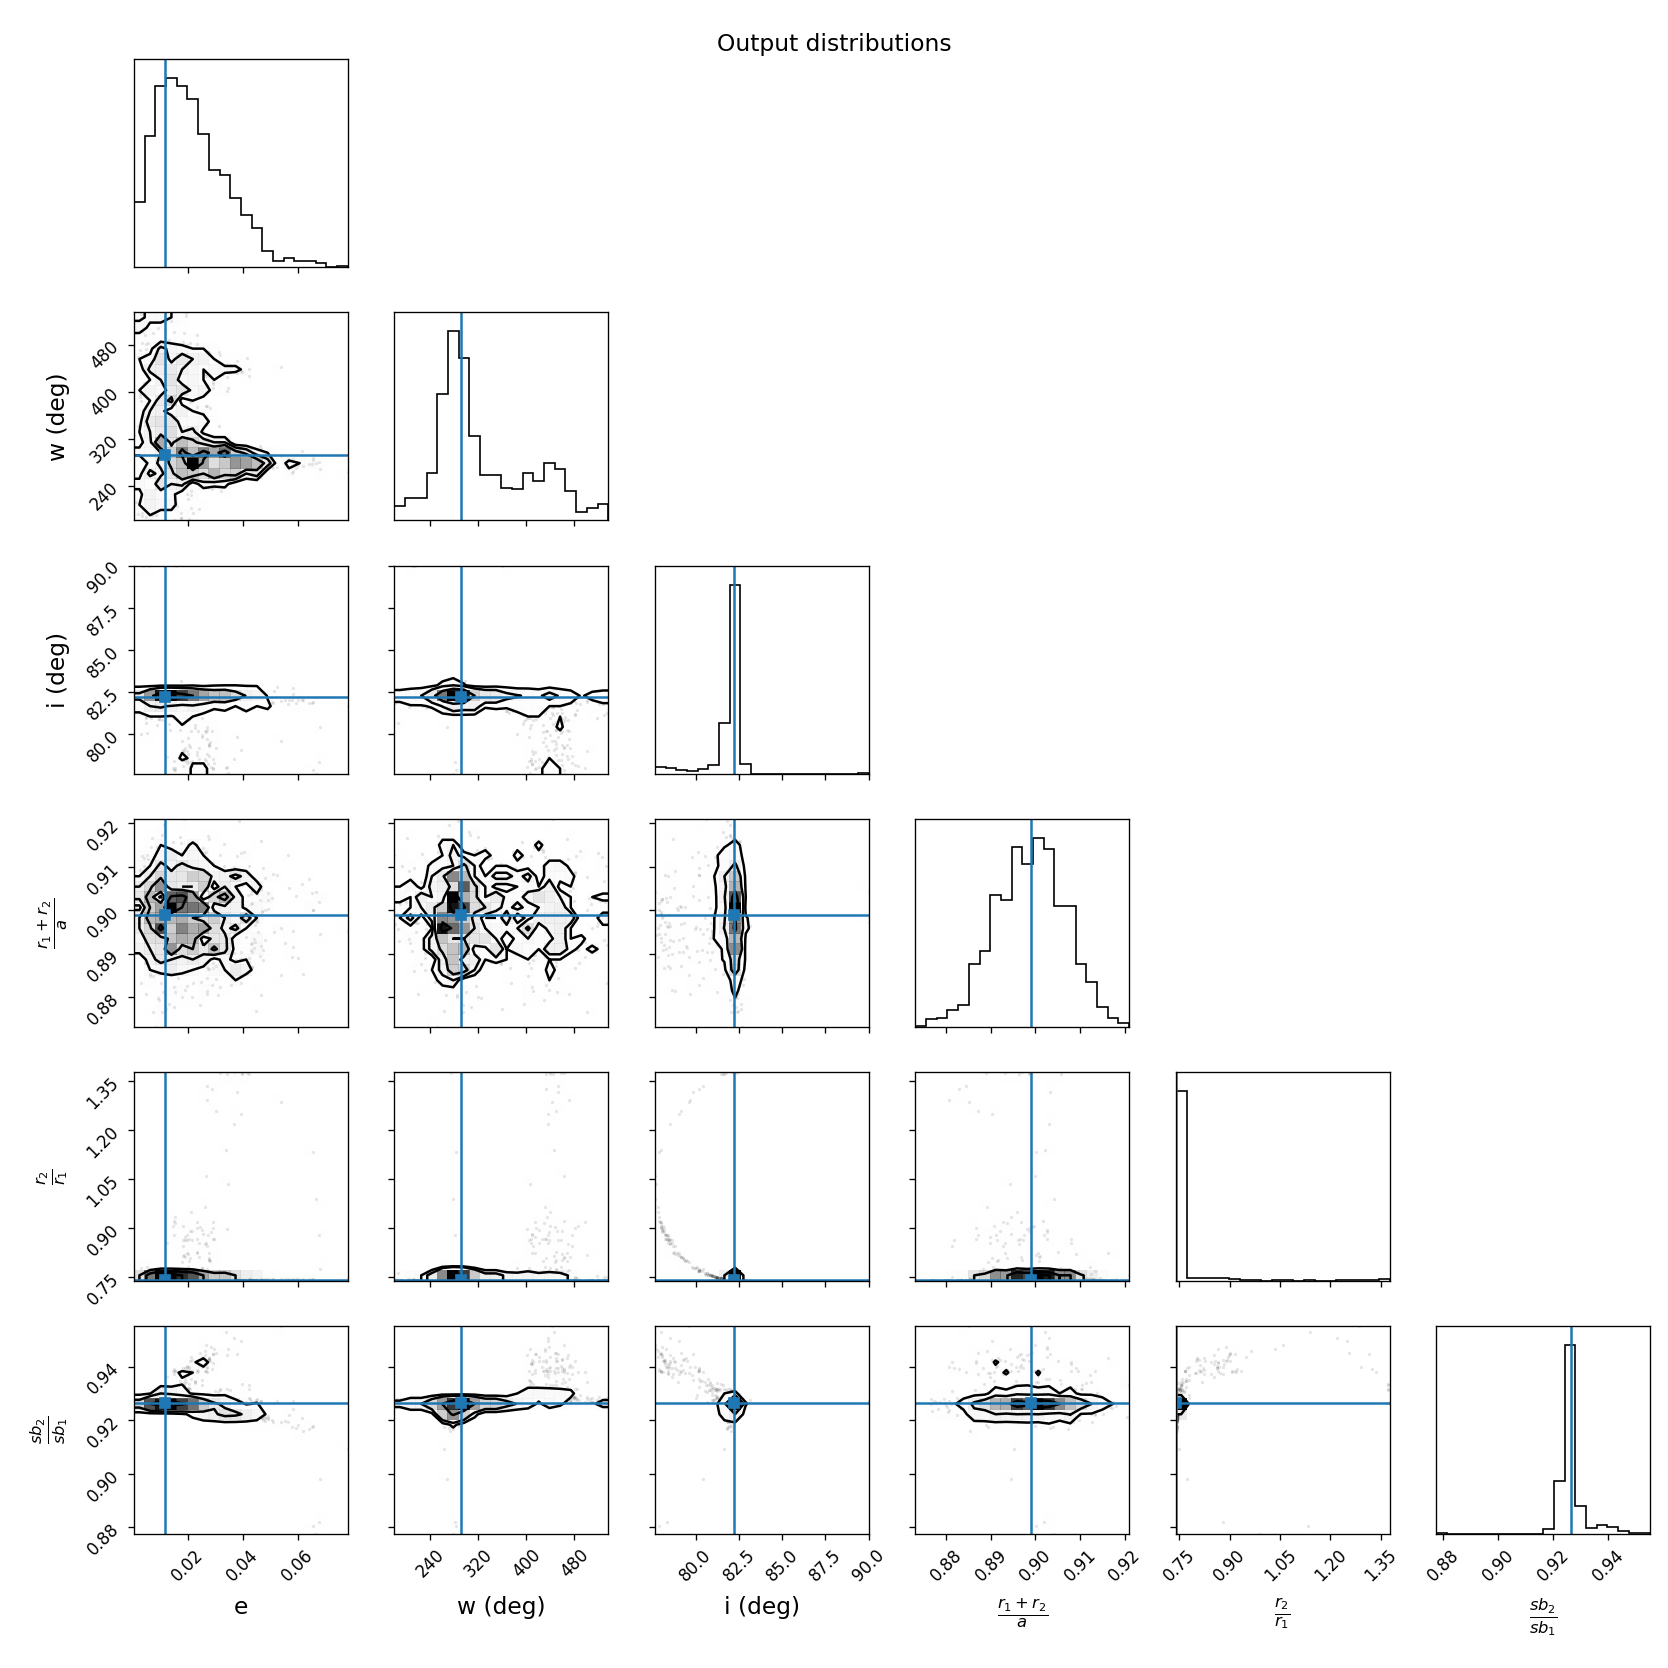 Output distributions
w (deg)
480
400
320
240
i (deg)
90.0
87.5
85.0
82.5
80.0
r₁ + r₂
a
0.92
0.91
0.90
0.89
0.88
r₂
r₁
1.35
1.20
1.05
0.90
0.75
sb₂
sb₁
0.94
0.92
0.90
0.88
0.02 0.04 0.06 240 320 400 480 80.0 82.5 85.0 87.5 90.0 0.88 0.89 0.90 0.91 0.92 0.75 0.90 1.05 1.20 1.35 0.88 0.90 0.92 0.94
e w (deg) i (deg) r₁ + r₂ r₂ sb₂
a r₁ sb₁